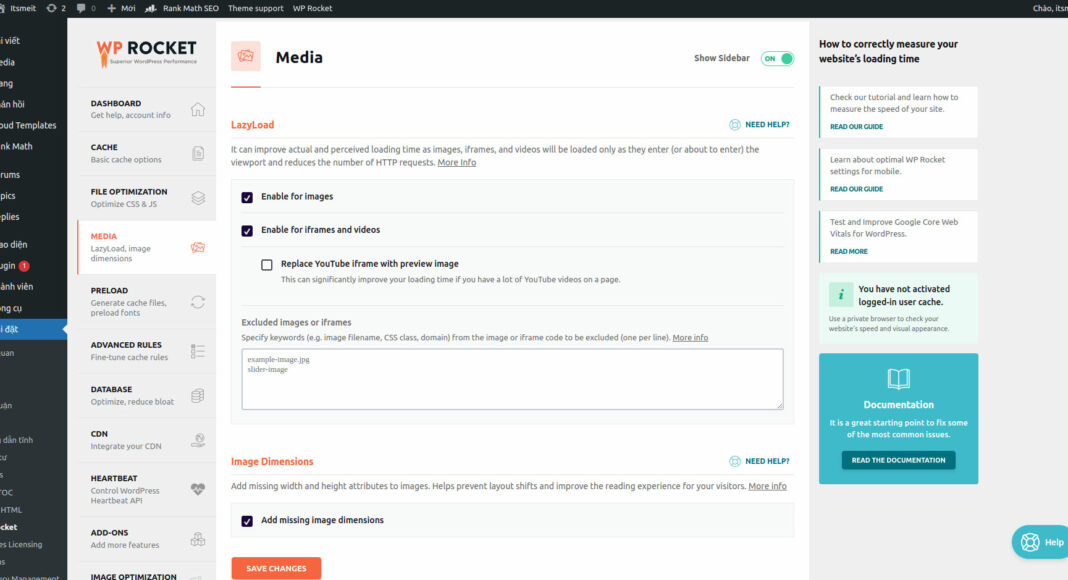 Itsmeit
2
0
Mới
Rank Math SEO
Theme support
WP Rocket
Chào, itsm
i viết
edia
ang
ản hồi
oud Templates
nk Math
rums
pics
plies
ao diện
ugin 1
ành viên
ng cụ
i đặt
uan
uận
g dẫn tĩnh
tư
s
TOC
HTML
ocket
es Licensing
ns
ry Management
WP ROCKET
Superior WordPress Performance
DASHBOARD
Get help, account info
CACHE
Basic cache options
FILE OPTIMIZATION
Optimize CSS & JS
MEDIA
LazyLoad, image
dimensions
PRELOAD
Generate cache files,
preload fonts
ADVANCED RULES
Fine-tune cache rules
DATABASE
Optimize, reduce bloat
CDN
Integrate your CDN
HEARTBEAT
Control WordPress
Heartbeat API
ADD-ONS
Add more features
IMAGE OPTIMIZATION
Media
Show Sidebar
ON
LazyLoad
NEED HELP?
It can improve actual and perceived loading time as images, iframes, and videos will be loaded only as they enter (or about to enter) the
viewport and reduces the number of HTTP requests. More Info
Enable for images
Enable for iframes and videos
Replace YouTube iframe with preview image
This can significantly improve your loading time if you have a lot of YouTube videos on a page.
Excluded images or iframes
Specify keywords (e.g. image filename, CSS class, domain) from the image or iframe code to be excluded (one per line). More info
example-image.jpg
slider-image
Image Dimensions
NEED HELP?
Add missing width and height attributes to images. Helps prevent layout shifts and improve the reading experience for your visitors. More info
Add missing image dimensions
SAVE CHANGES
How to correctly measure your
website's loading time
Check our tutorial and learn how to
measure the speed of your site.
READ OUR GUIDE
Learn about optimal WP Rocket
settings for mobile.
READ OUR GUIDE
Test and Improve Google Core Web
Vitals for WordPress.
READ MORE
i
You have not activated
logged-in user cache.
Use a private browser to check your
website's speed and visual appearance.
Documentation
It is a great starting point to fix some
of the most common issues.
READ THE DOCUMENTATION
Help